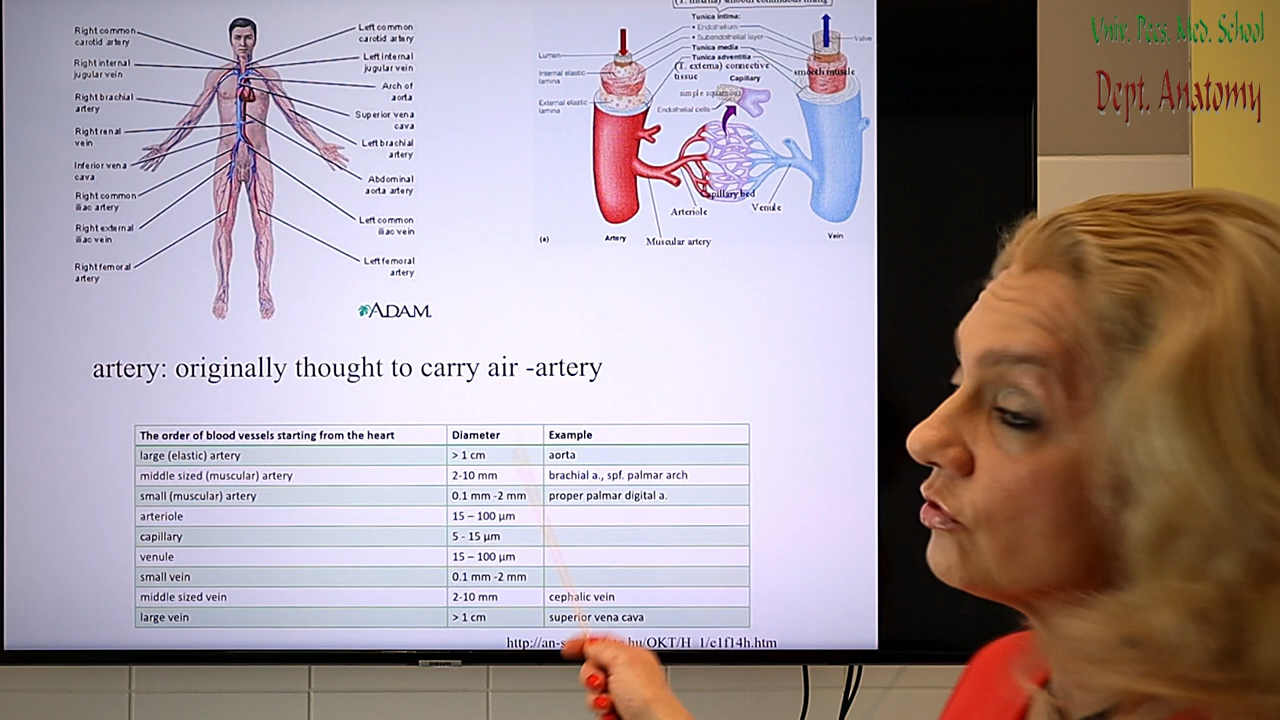 Univ. Pecs. Med. School
Dept. Anatomy
Right common
carotid artery
Right internal
jugular vein
Right brachial
artery
Right renal
vein
Inferior vena
cava
Right common
iliac artery
Right external
iliac vein
Right femoral
artery
Left common
carotid artery
Left internal
jugular vein
Arch of
aorta
Superior vena
cava
Left brachial
artery
Abdominal
aorta artery
Left common
iliac vein
Left femoral
artery
ADAM.
Tunica intima:
• Endothelium
• Subendothelial layer
Tunica media
Tunica adventitia
(T. externa) connective
tissue
Capillary
Endothelial cells
Lumen
Internal elastic
lamina
External elastic
lamina
Valve
smooth muscle
Capillary bed
Arteriole
Venule
(a)
Artery
Muscular artery
Vein
artery: originally thought to carry air -artery
The order of blood vessels starting from the heart Diameter Example
large (elastic) artery > 1 cm aorta
middle sized (muscular) artery 2-10 mm brachial a., spf. palmar arch
small (muscular) artery 0.1 mm -2 mm proper palmar digital a.
arteriole 15 – 100 µm
capillary 5 - 15 µm
venule 15 – 100 µm
small vein 0.1 mm -2 mm
middle sized vein 2-10 mm cephalic vein
large vein > 1 cm superior vena cava